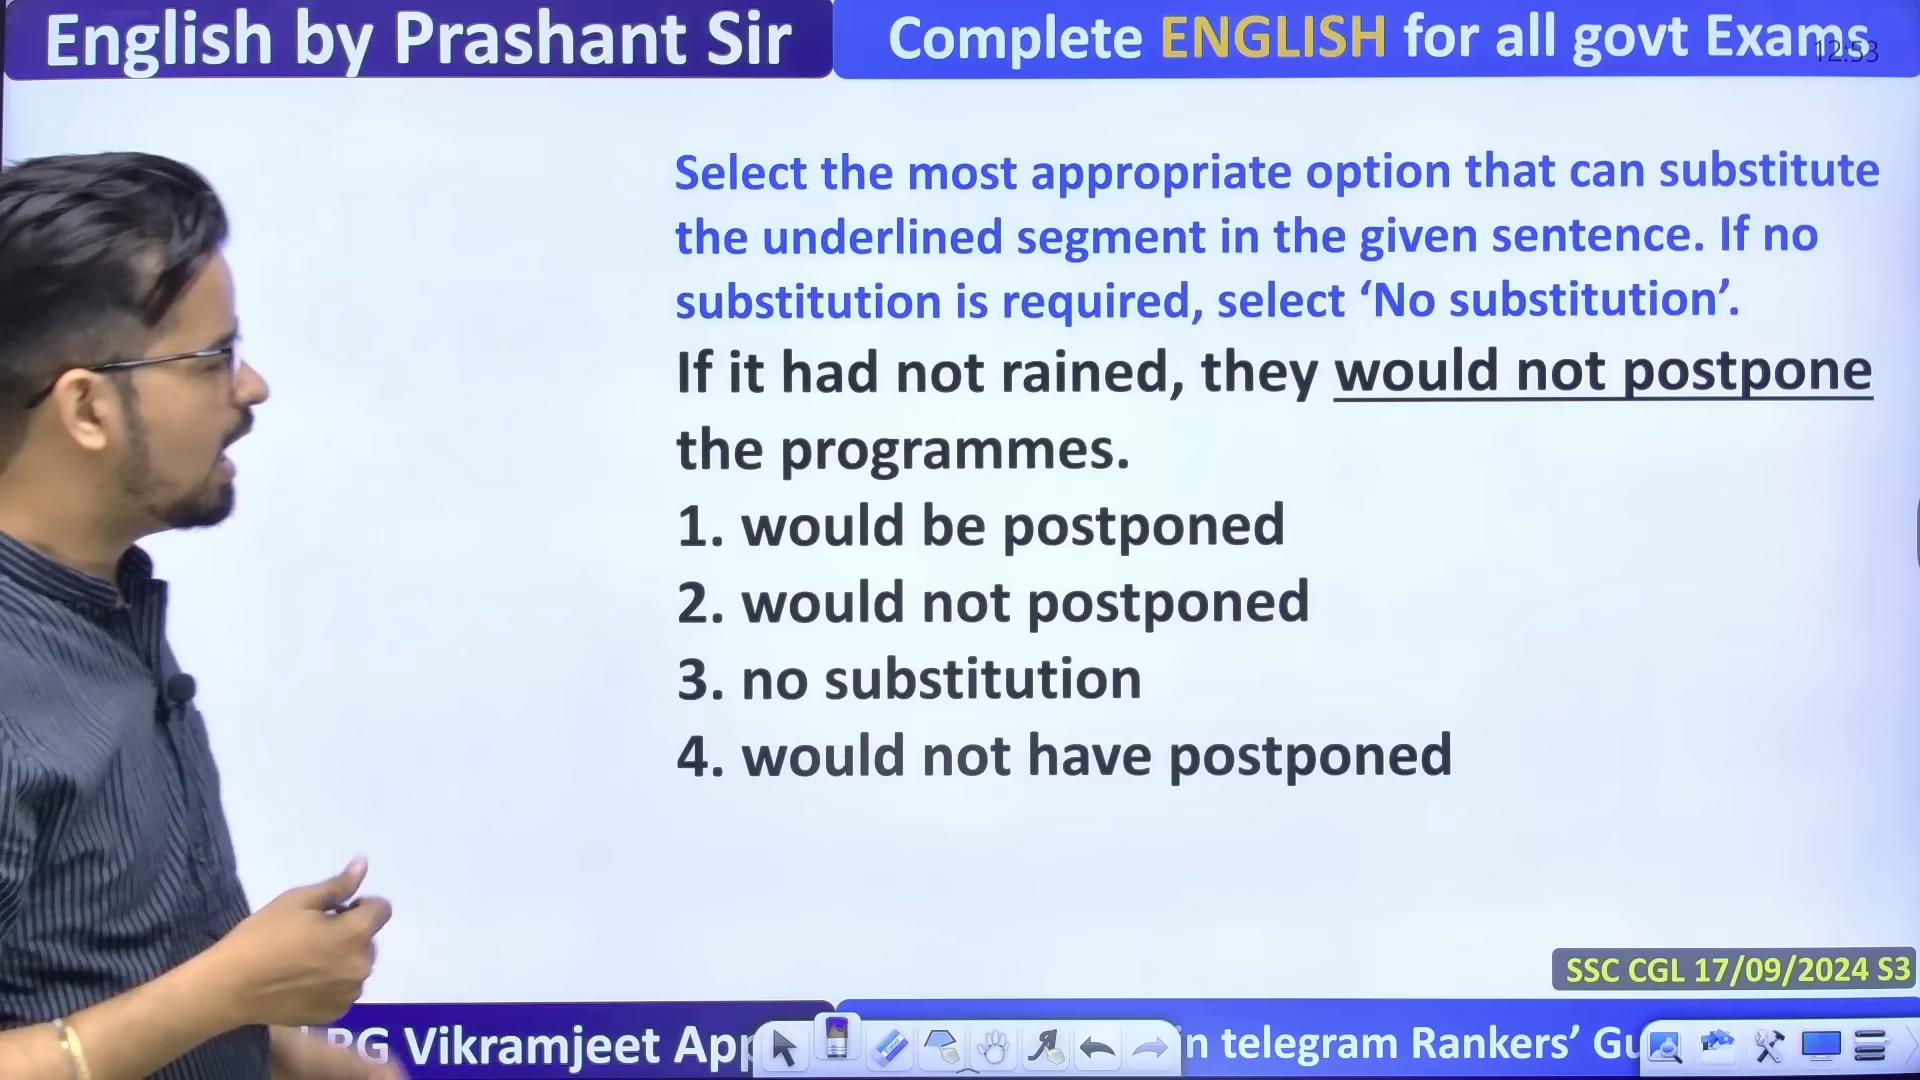 English by Prashant Sir
Complete ENGLISH for all govt Exams
12:53
Select the most appropriate option that can substitute
the underlined segment in the given sentence. If no
substitution is required, select ‘No substitution’.
If it had not rained, they would not postpone
the programmes.
1. would be postponed
2. would not postponed
3. no substitution
4. would not have postponed
SSC CGL 17/09/2024 S3
RG Vikramjeet App
in telegram Rankers’ Gu